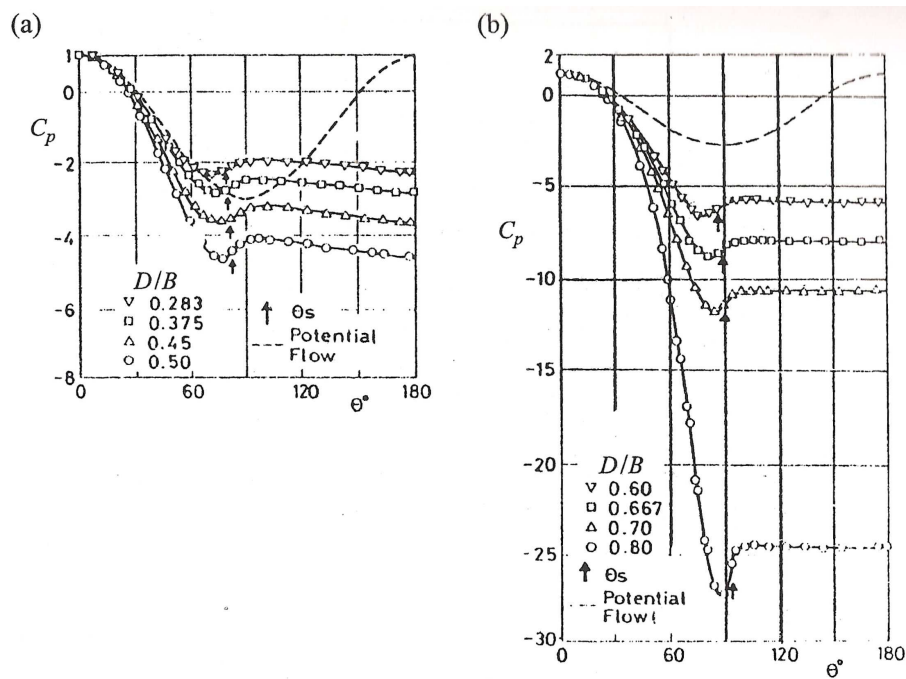 (a)
1
0
-2
-4
-6
-8
Cp
D/B
▽ 0.283
□ 0.375
△ 0.45
○ 0.50
↑ Θs
--- Potential
Flow
0 60 120 180
Θ°
(b)
2
0
-5
-10
-15
-20
-25
-30
Cp
D/B
▽ 0.60
□ 0.667
△ 0.70
○ 0.80
↑ Θs
--- Potential
Flow
0 60 120 180
Θ°